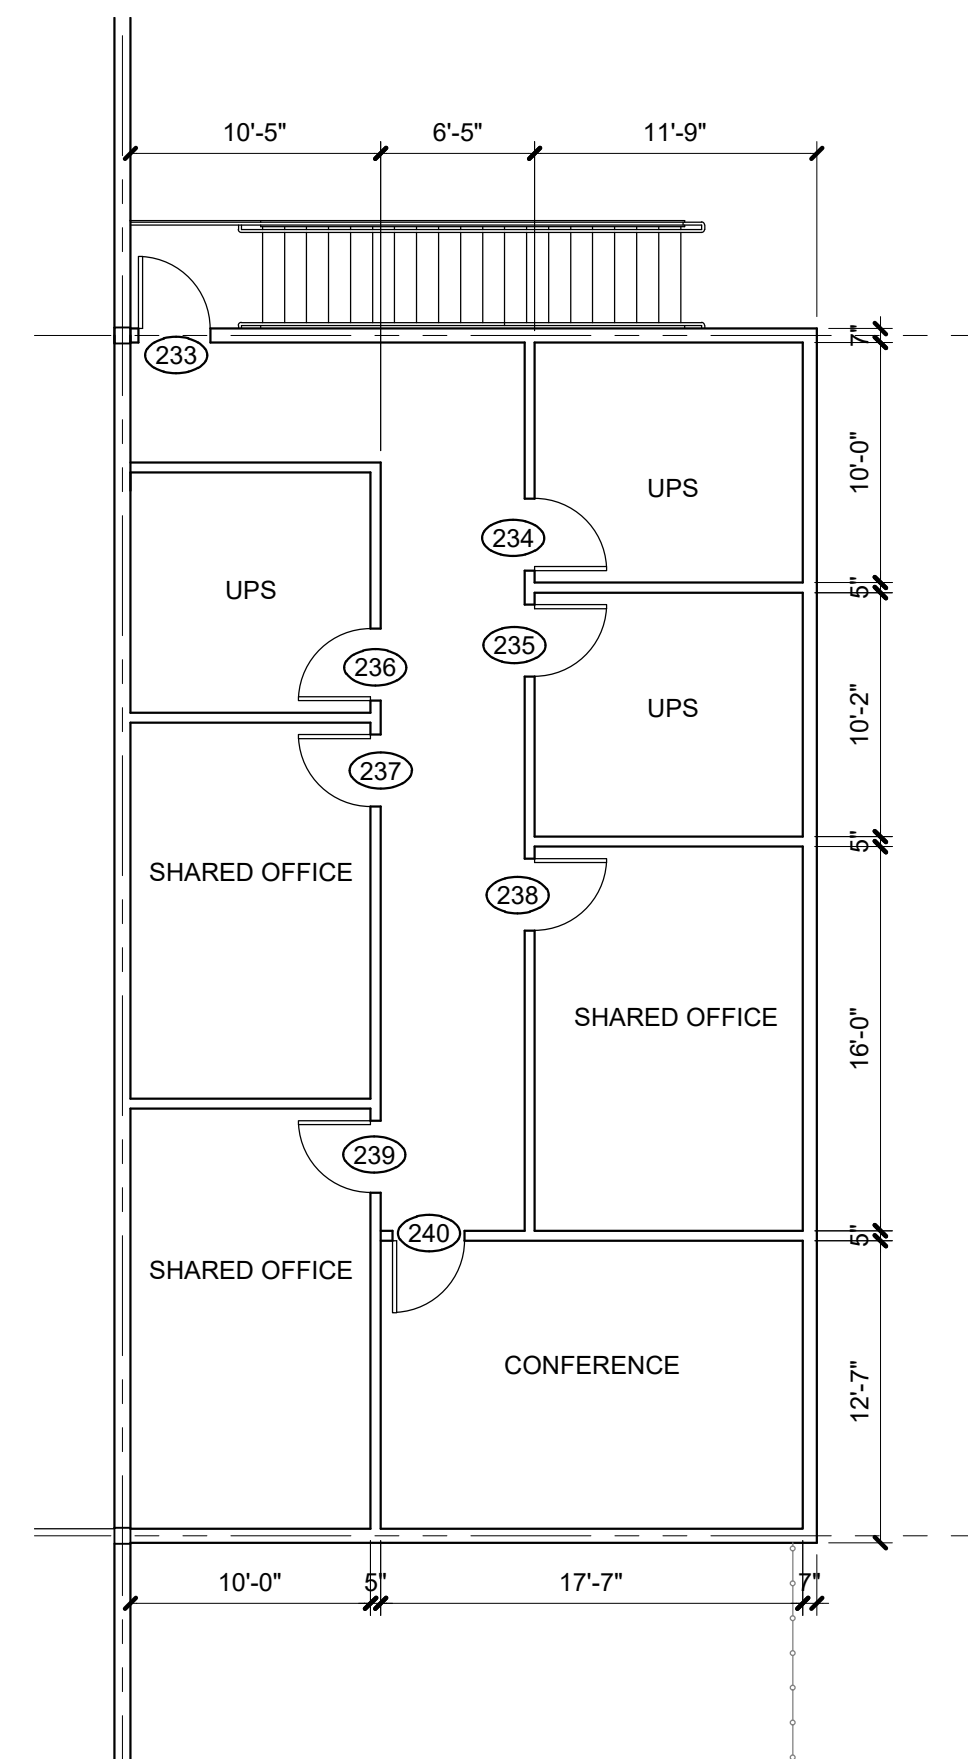 10'-5" 6'-5" 11'-9"
7"
233
10'-0"
UPS
234
5"
UPS
235
236
10'-2"
UPS
237
5"
SHARED OFFICE
238
SHARED OFFICE
16'-0"
239
240
5"
SHARED OFFICE
CONFERENCE
12'-7"
10'-0" 5" 17'-7" 7"